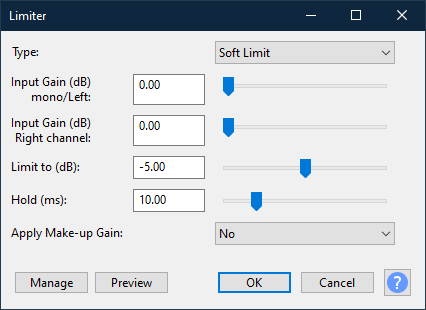 Limiter
Type: Soft Limit
Input Gain (dB)
mono/Left: 0.00
Input Gain (dB)
Right channel: 0.00
Limit to (dB): -5.00
Hold (ms): 10.00
Apply Make-up Gain: No
Manage Preview OK Cancel ?